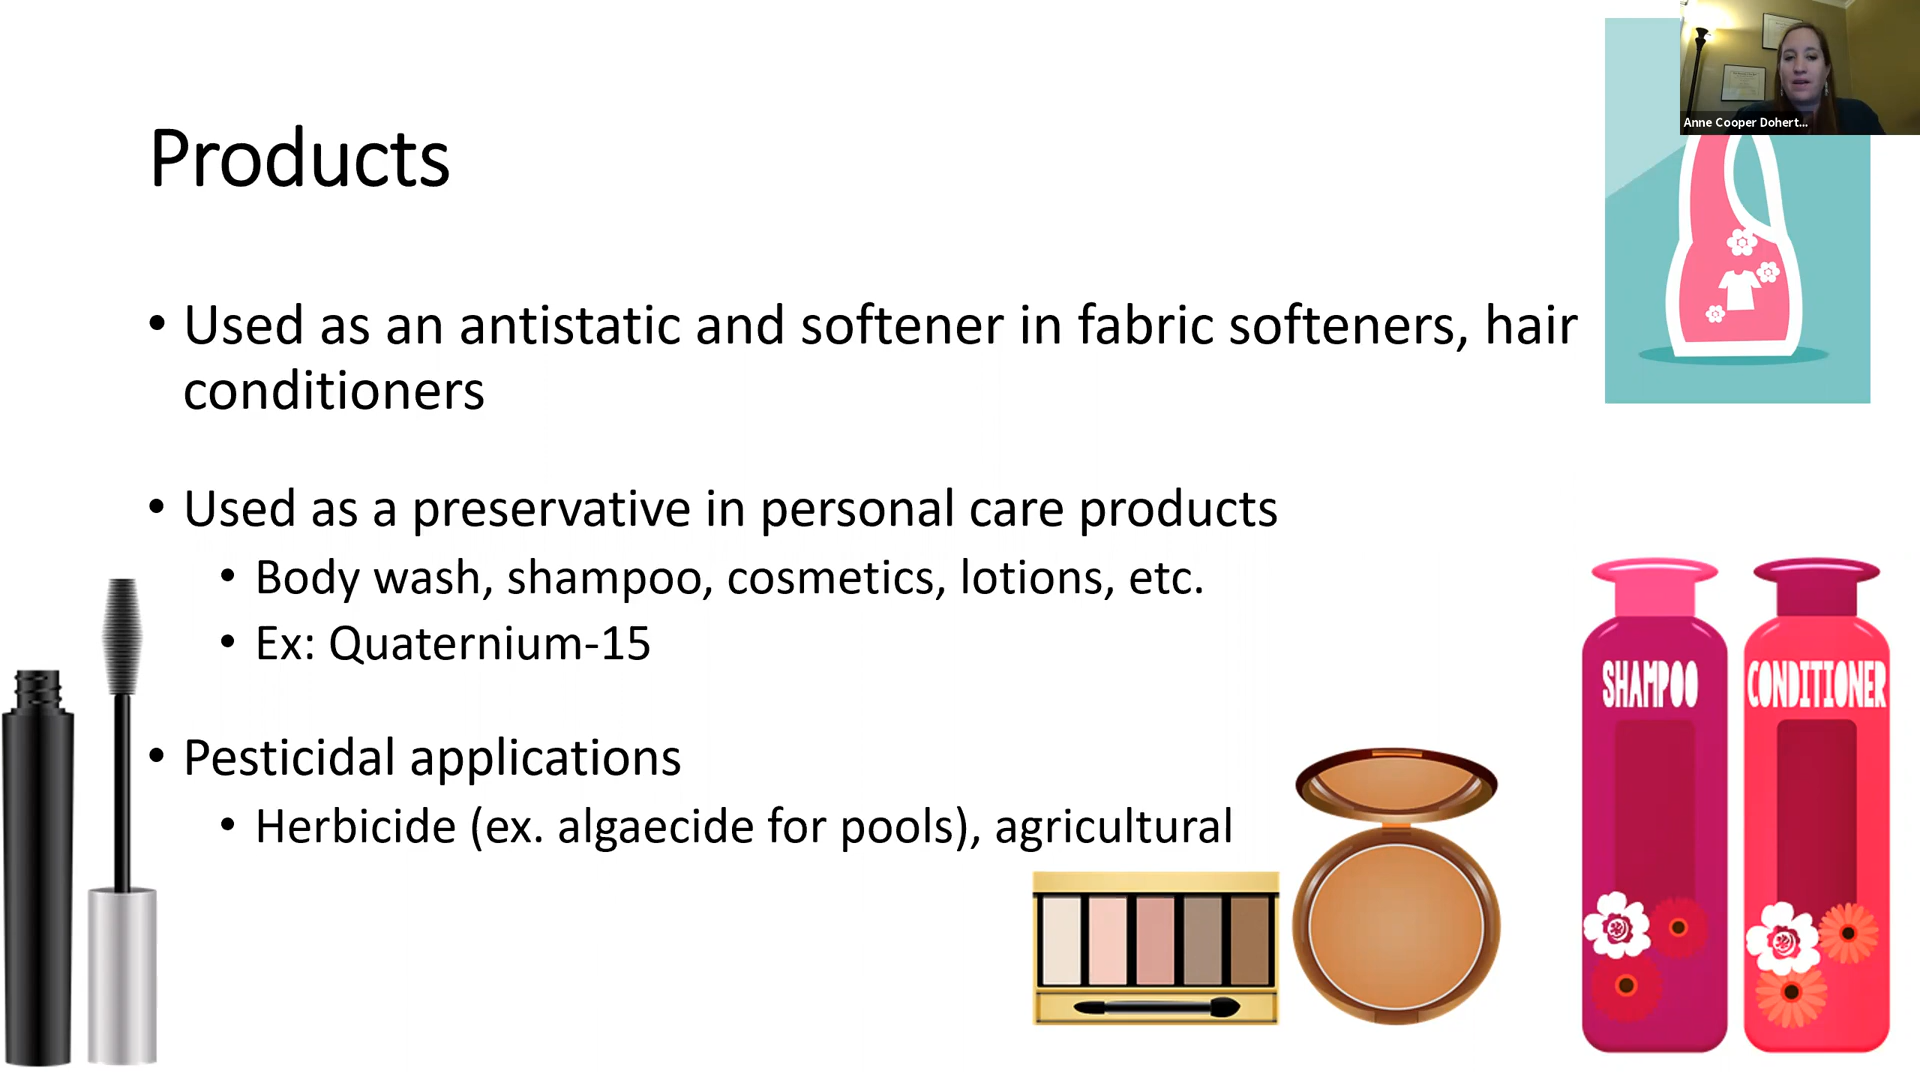 Anne Cooper Dohert...
Products
• Used as an antistatic and softener in fabric softeners, hair
conditioners
• Used as a preservative in personal care products
• Body wash, shampoo, cosmetics, lotions, etc.
• Ex: Quaternium-15
• Pesticidal applications
• Herbicide (ex. algaecide for pools), agricultural
SHAMPOO
CONDITIONER